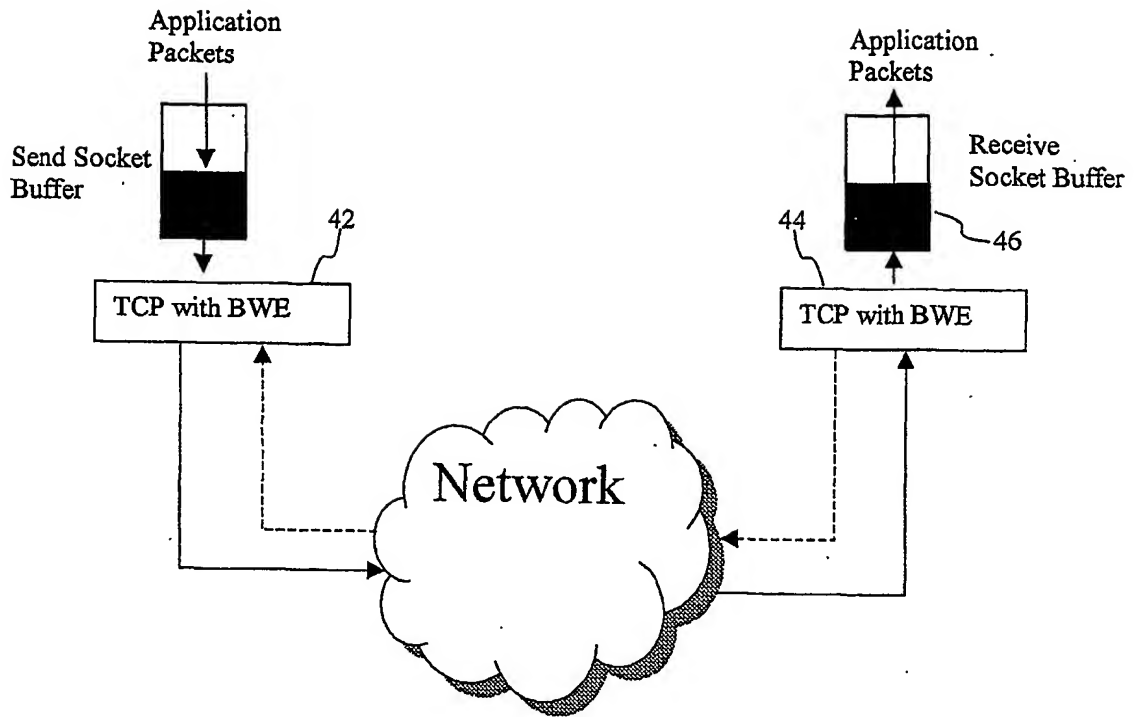 Application
Packets
Application
Packets
Send Socket
Buffer
Receive
Socket Buffer
42
44
46
TCP with BWE
TCP with BWE
Network